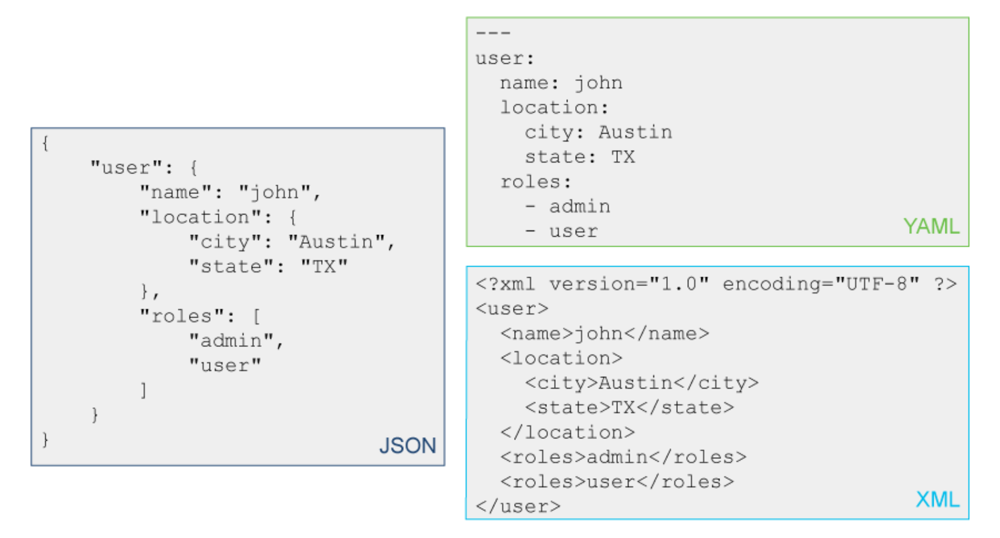 {
    "user": {
        "name": "john",
        "location": {
            "city": "Austin",
            "state": "TX"
        },
        "roles": [
            "admin",
            "user"
        ]
    }
}
JSON
---
user:
  name: john
  location:
    city: Austin
    state: TX
  roles:
    - admin
    - user
YAML
<?xml version="1.0" encoding="UTF-8" ?>
<user>
  <name>john</name>
  <location>
    <city>Austin</city>
    <state>TX</state>
  </location>
  <roles>admin</roles>
  <roles>user</roles>
</user>
XML